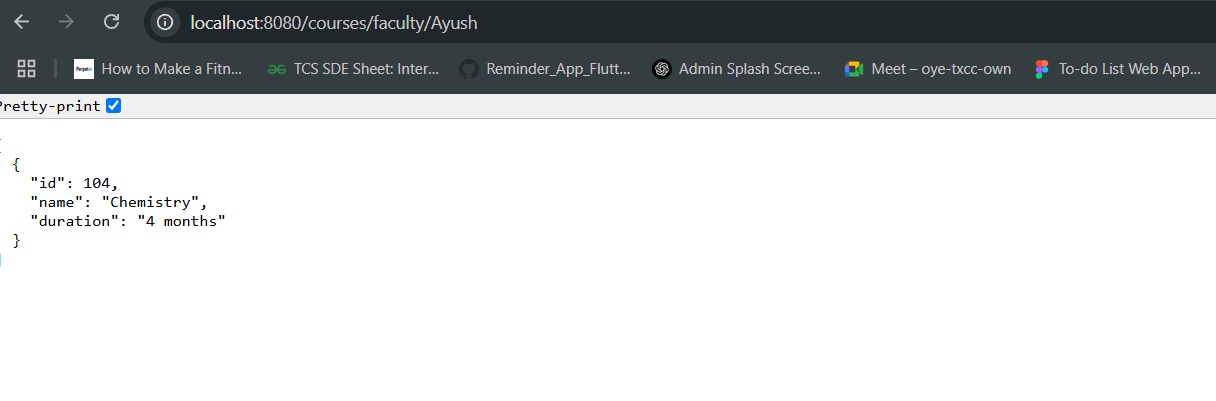 localhost:8080/courses/faculty/Ayush
How to Make a Fitn... TCS SDE Sheet: Inter... Reminder_App_Flutt... Admin Splash Scree... Meet – oye-txcc-own To-do List Web App...
Pretty-print
{
"id": 104,
"name": "Chemistry",
"duration": "4 months"
}